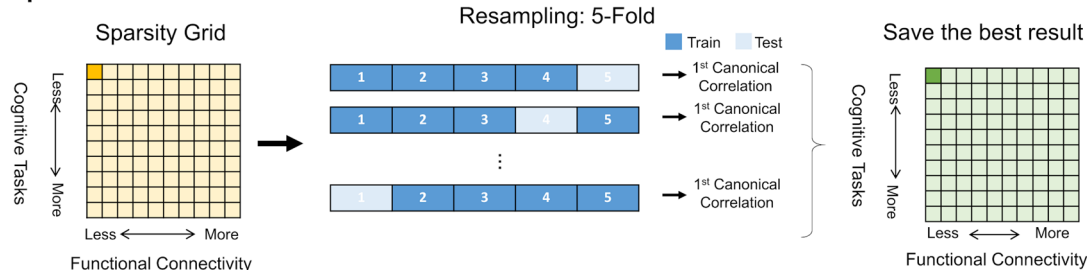 Resampling: 5-Fold
Sparsity Grid
Save the best result
Train
Test
Less
More
Cognitive Tasks
Less
More
Functional Connectivity
1 2 3 4 5
1st Canonical
Correlation
1 2 3 4 5
1st Canonical
Correlation
⋮
1 2 3 4 5
1st Canonical
Correlation
Cognitive Tasks
Less
More
Less
More
Functional Connectivity